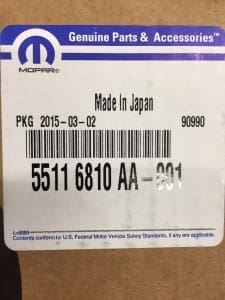 Genuine Parts & Accessories™
MOPAR®
Made In Japan
PKG 2015-03-02 90990
5511 6810 AA 001
Contents conform to U.S. Federal Motor Vehicle Safety Standards, if any are applicable.